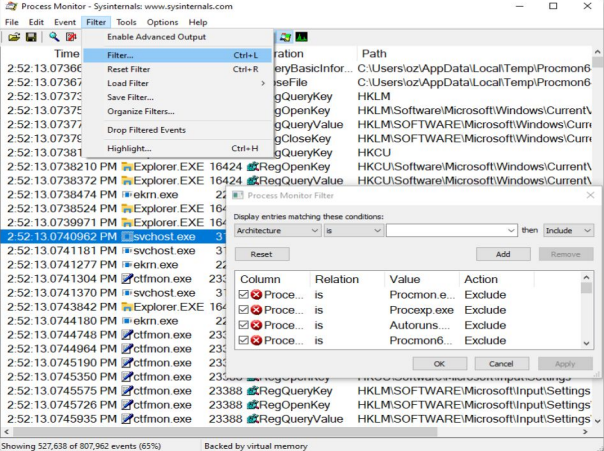 Process Monitor - Sysinternals: www.sysinternals.com
File Edit Event Filter Tools Options Help
Enable Advanced Output
Filter... Ctrl+L
Reset Filter Ctrl+R
Load Filter >
Save Filter...
Organize Filters...
Drop Filtered Events
Highlight... Ctrl+H
Time ration Path
2:52:13.07366 eryBasicInfor... C:\Users\oz\AppData\Local\Temp\Procmon6
2:52:13.07368 oseFile C:\Users\oz\AppData\Local\Temp\Procmon6
2:52:13.07373 gQueryKey HKLM
2:52:13.07375 gOpenKey HKLM\Software\Microsoft\Windows\CurrentV
2:52:13.07377 gQueryValue HKLM\SOFTWARE\Microsoft\Windows\Curre
2:52:13.07379 gCloseKey HKLM\SOFTWARE\Microsoft\Windows\Curre
2:52:13.07381 gQueryKey HKCU
2:52:13.0738210 PM Explorer.EXE 16424 RegOpenKey HKCU\Software\Microsoft\Windows\CurrentV
2:52:13.0738372 PM Explorer.EXE 16424 RegQueryValue HKCU\SOFTWARE\Microsoft\Windows\Curre
2:52:13.0738474 PM ekrn.exe 22
2:52:13.0738524 PM Explorer.EXE 164
2:52:13.0739971 PM Explorer.EXE 164
2:52:13.0740962 PM svchost.exe 31
2:52:13.0741181 PM svchost.exe 31
2:52:13.0741277 PM ekrn.exe 22
2:52:13.0741304 PM ctfmon.exe 233
2:52:13.0741370 PM svchost.exe 31
2:52:13.0743842 PM Explorer.EXE 164
2:52:13.0744180 PM ekrn.exe 22
2:52:13.0744748 PM ctfmon.exe 233
2:52:13.0744964 PM ctfmon.exe 233
2:52:13.0745190 PM ctfmon.exe 233
2:52:13.0745350 PM ctfmon.exe 23388 RegOpenKey HKCU\SOFTWARE\Microsoft\Input\Settings
2:52:13.0745575 PM ctfmon.exe 23388 RegQueryKey HKLM\SOFTWARE\Microsoft\Input\Settings
2:52:13.0745726 PM ctfmon.exe 23388 RegOpenKey HKLM\SOFTWARE\Microsoft\Input\Settings\
2:52:13.0745935 PM ctfmon.exe 23388 RegQueryValue HKLM\SOFTWARE\Microsoft\Input\Settings
Process Monitor Filter
Display entries matching these conditions:
Architecture is then Include
Reset Add Remove
Column Relation Value Action
Proce... is Procmon.e... Exclude
Proce... is Procexp.exe Exclude
Proce... is Autoruns.... Exclude
Proce... is Procmon6... Exclude
OK Cancel Apply
Showing 527,638 of 807,962 events (65%) Backed by virtual memory